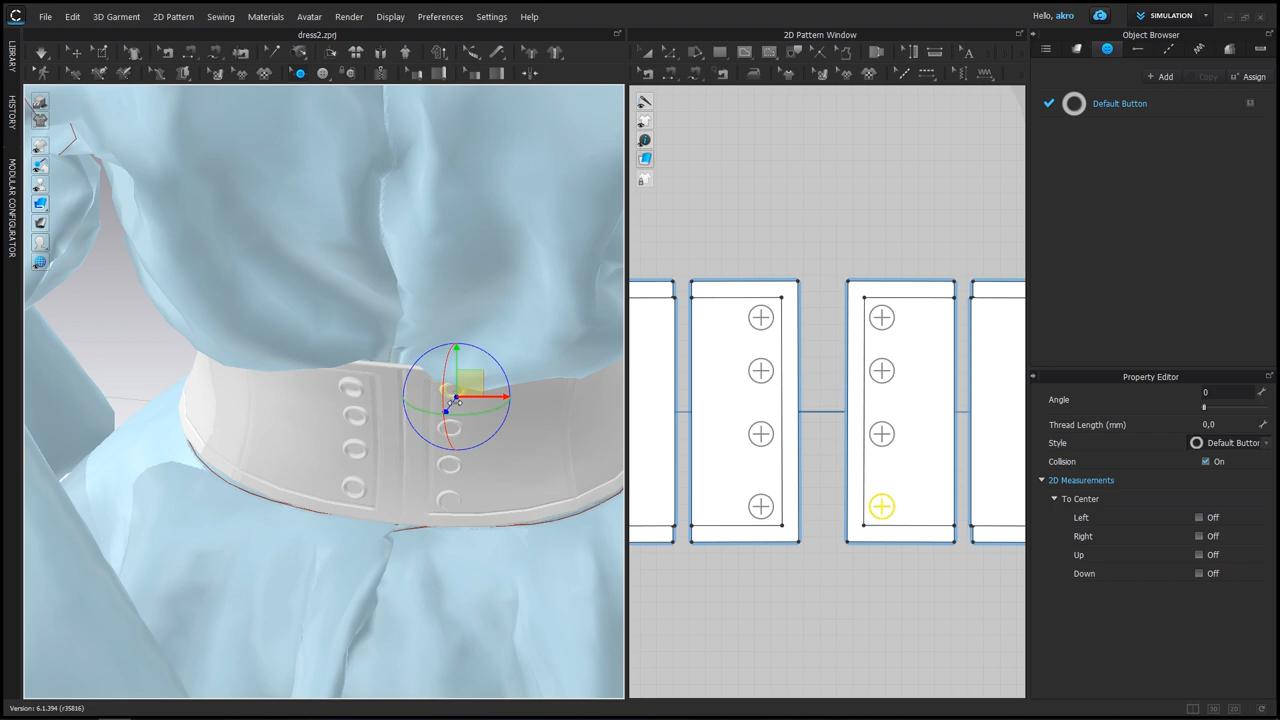 File Edit 3D Garment 2D Pattern Sewing Materials Avatar Render Display Preferences Settings Help
Hello, akro SIMULATION
dress2.zprj
2D Pattern Window
Object Browser
LIBRARY
HISTORY
MODULAR CONFIGURATOR
+ Add Copy Assign
Default Button
Property Editor
Angle 0
Thread Length (mm) 0,0
Style Default Button
Collision On
2D Measurements
To Center
Left Off
Right Off
Up Off
Down Off
Version: 6.1.394 (r35816)
3D 2D